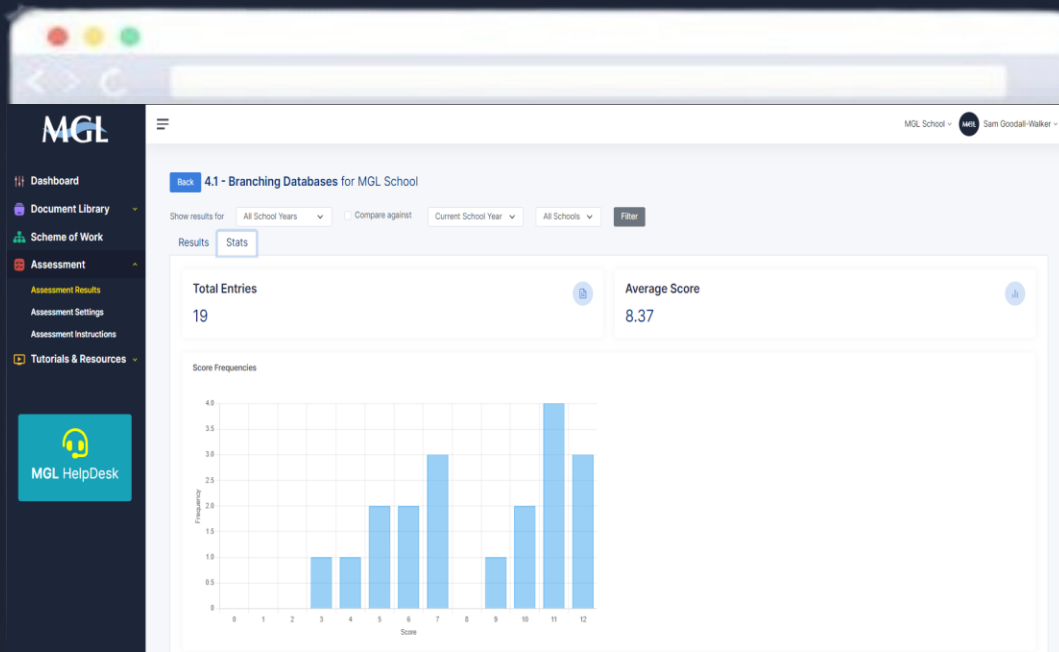 MGL
MGL School
MGL
Sam Goodall-Walker
Dashboard
Document Library
Scheme of Work
Assessment
Assessment Results
Assessment Settings
Assessment Instructions
Tutorials & Resources
MGL HelpDesk
Back 4.1 - Branching Databases for MGL School
Show results for All School Years Compare against Current School Year All Schools Filter
Results Stats
Total Entries
19
Average Score
8.37
Score Frequencies
4.0
3.5
3.0
2.5
2.0
1.5
1.0
0.5
0
Frequency
0 1 2 3 4 5 6 7 8 9 10 11 12
Score